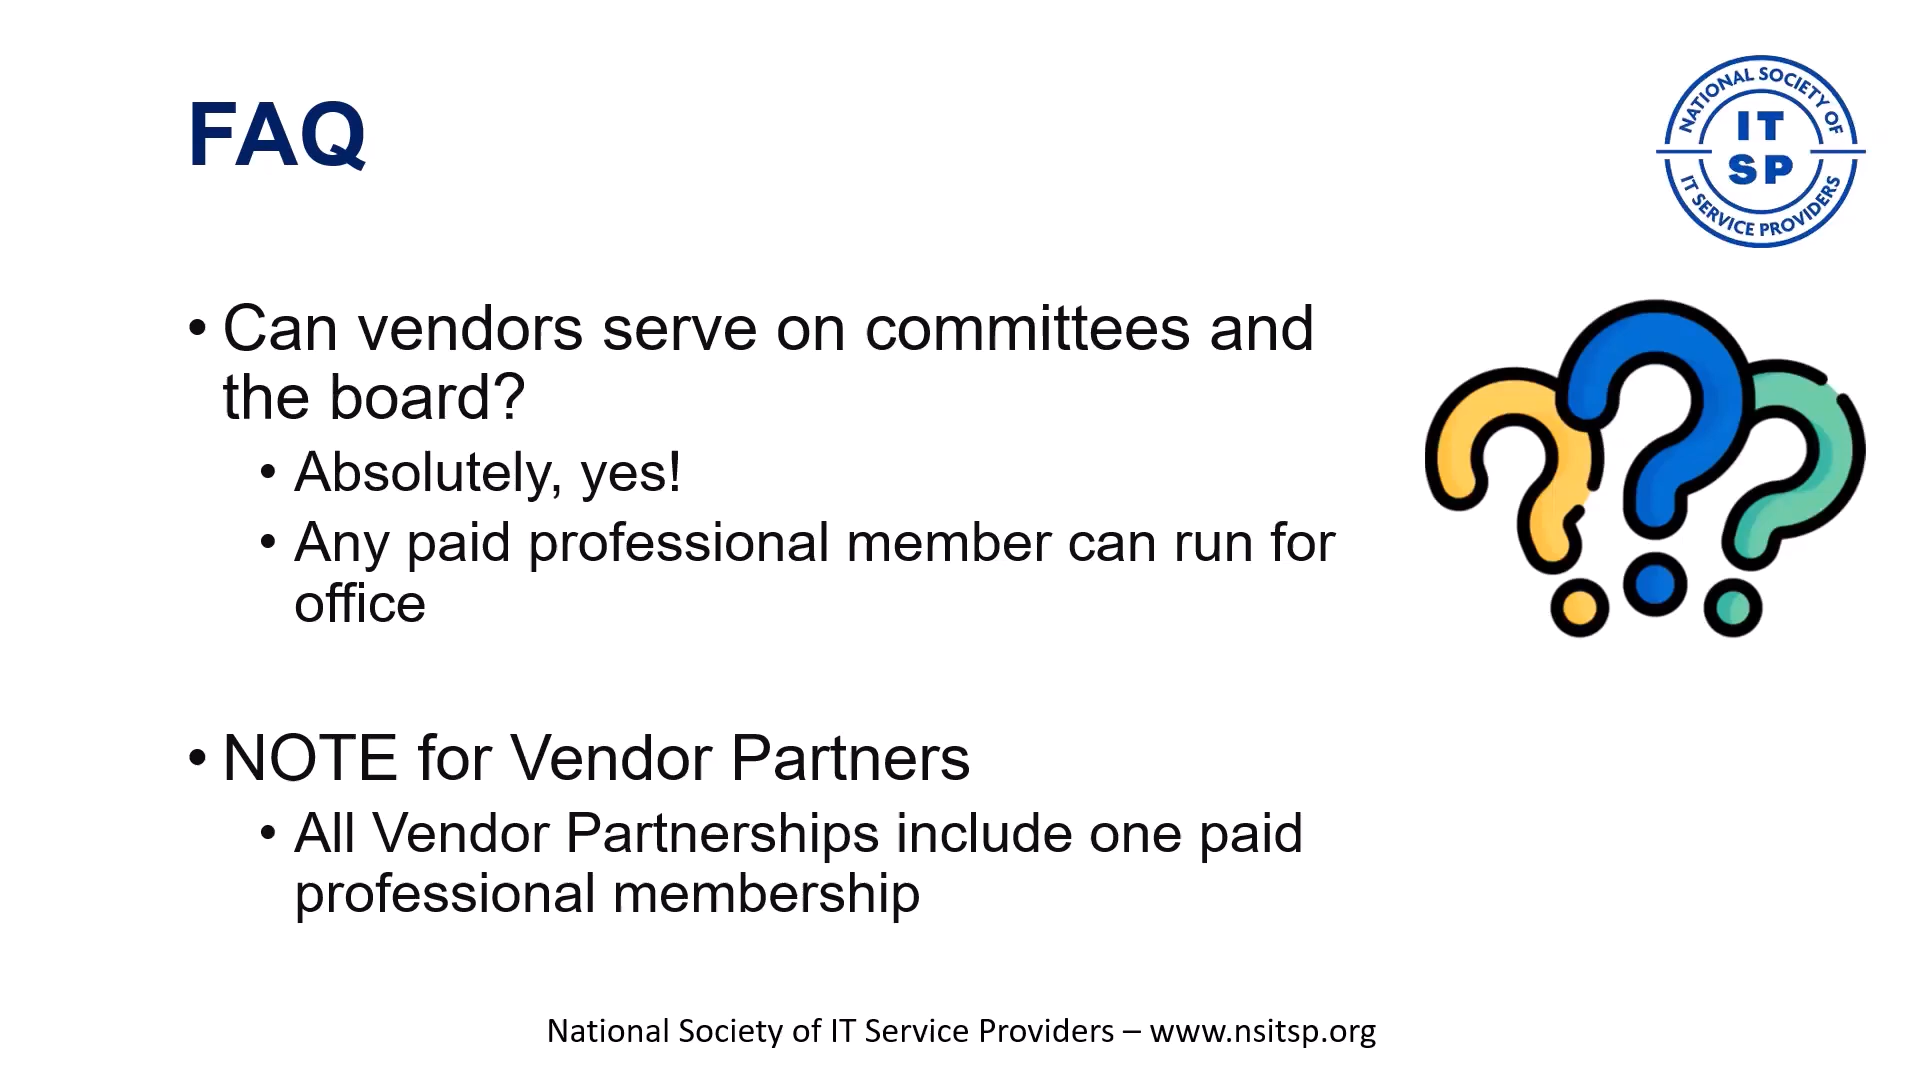 FAQ
NATIONAL SOCIETY OF
IT
SP
IT SERVICE PROVIDERS
• Can vendors serve on committees and
the board?
• Absolutely, yes!
• Any paid professional member can run for
office
• NOTE for Vendor Partners
• All Vendor Partnerships include one paid
professional membership
National Society of IT Service Providers – www.nsitsp.org